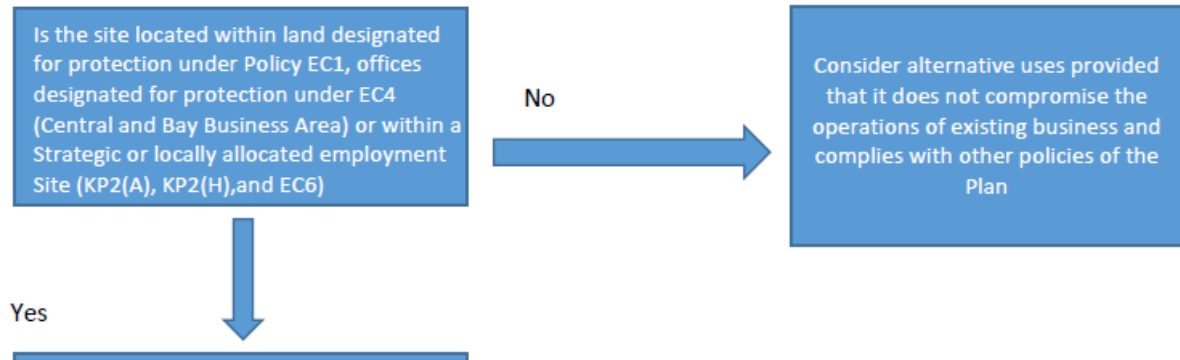 Is the site located within land designated
for protection under Policy EC1, offices
designated for protection under EC4
(Central and Bay Business Area) or within a
Strategic or locally allocated employment
Site (KP2(A), KP2(H),and EC6)
No
Consider alternative uses provided
that it does not compromise the
operations of existing business and
complies with other policies of the
Plan
Yes